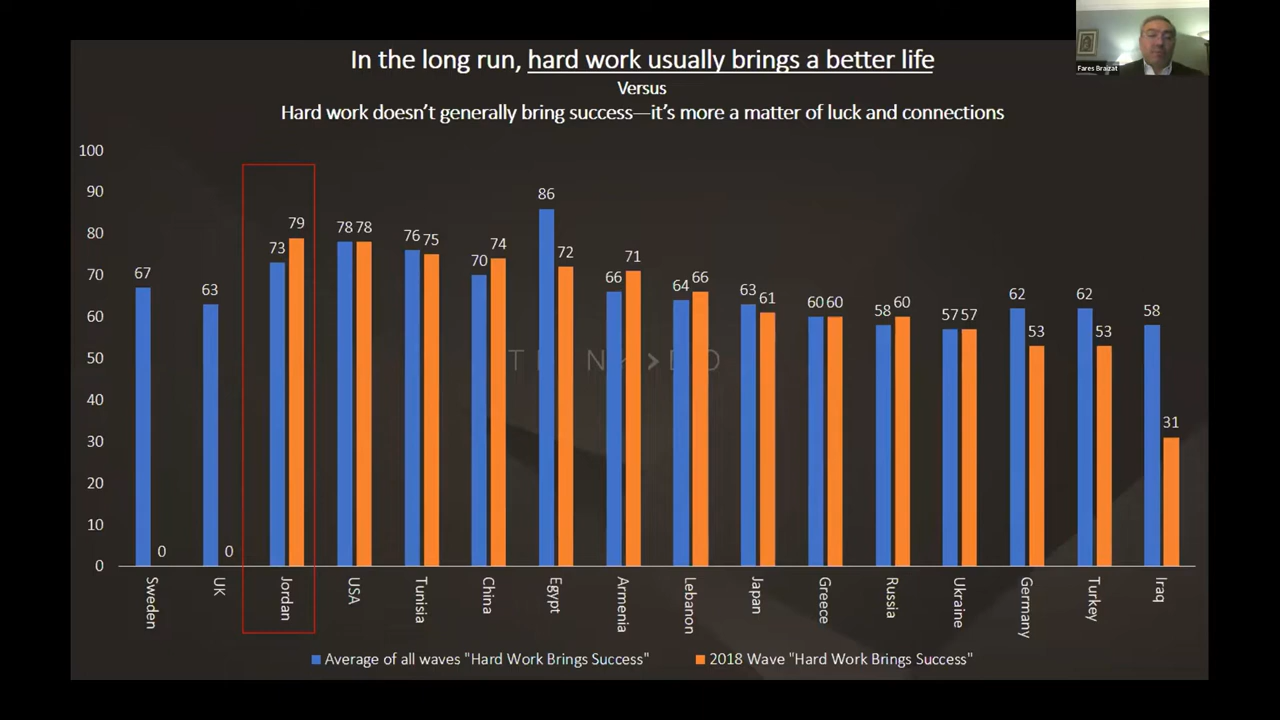 In the long run, hard work usually brings a better life
Versus
Hard work doesn't generally bring success—it's more a matter of luck and connections
Fares Braizat
100
90
80
70
60
50
40
30
20
10
0
67
0
63
0
73
79
78
78
76
75
70
74
86
72
66
71
64
66
63
61
60
60
58
60
57
57
62
53
62
53
58
31
Sweden
UK
Jordan
USA
Tunisia
China
Egypt
Armenia
Lebanon
Japan
Greece
Russia
Ukraine
Germany
Turkey
Iraq
Average of all waves "Hard Work Brings Success"
2018 Wave "Hard Work Brings Success"